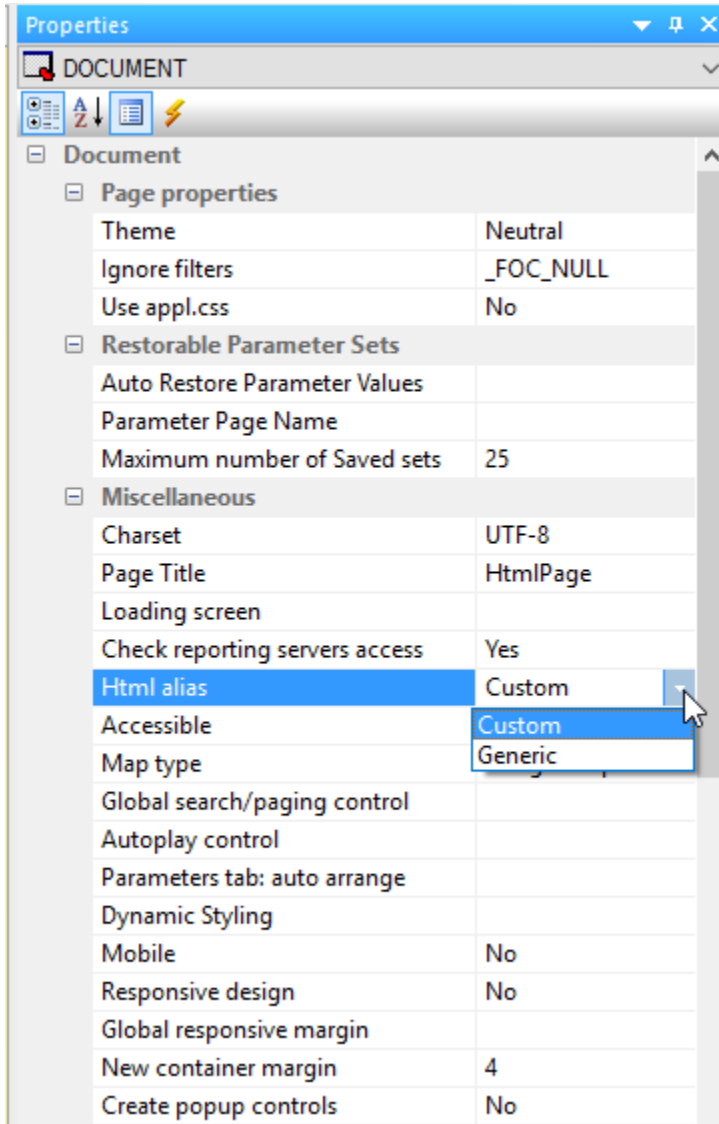 Properties
DOCUMENT
Document
Page properties
Theme Neutral
Ignore filters _FOC_NULL
Use appl.css No
Restorable Parameter Sets
Auto Restore Parameter Values
Parameter Page Name
Maximum number of Saved sets 25
Miscellaneous
Charset UTF-8
Page Title HtmlPage
Loading screen
Check reporting servers access Yes
Html alias Custom
Accessible Custom
Map type Generic
Global search/paging control
Autoplay control
Parameters tab: auto arrange
Dynamic Styling
Mobile No
Responsive design No
Global responsive margin
New container margin 4
Create popup controls No